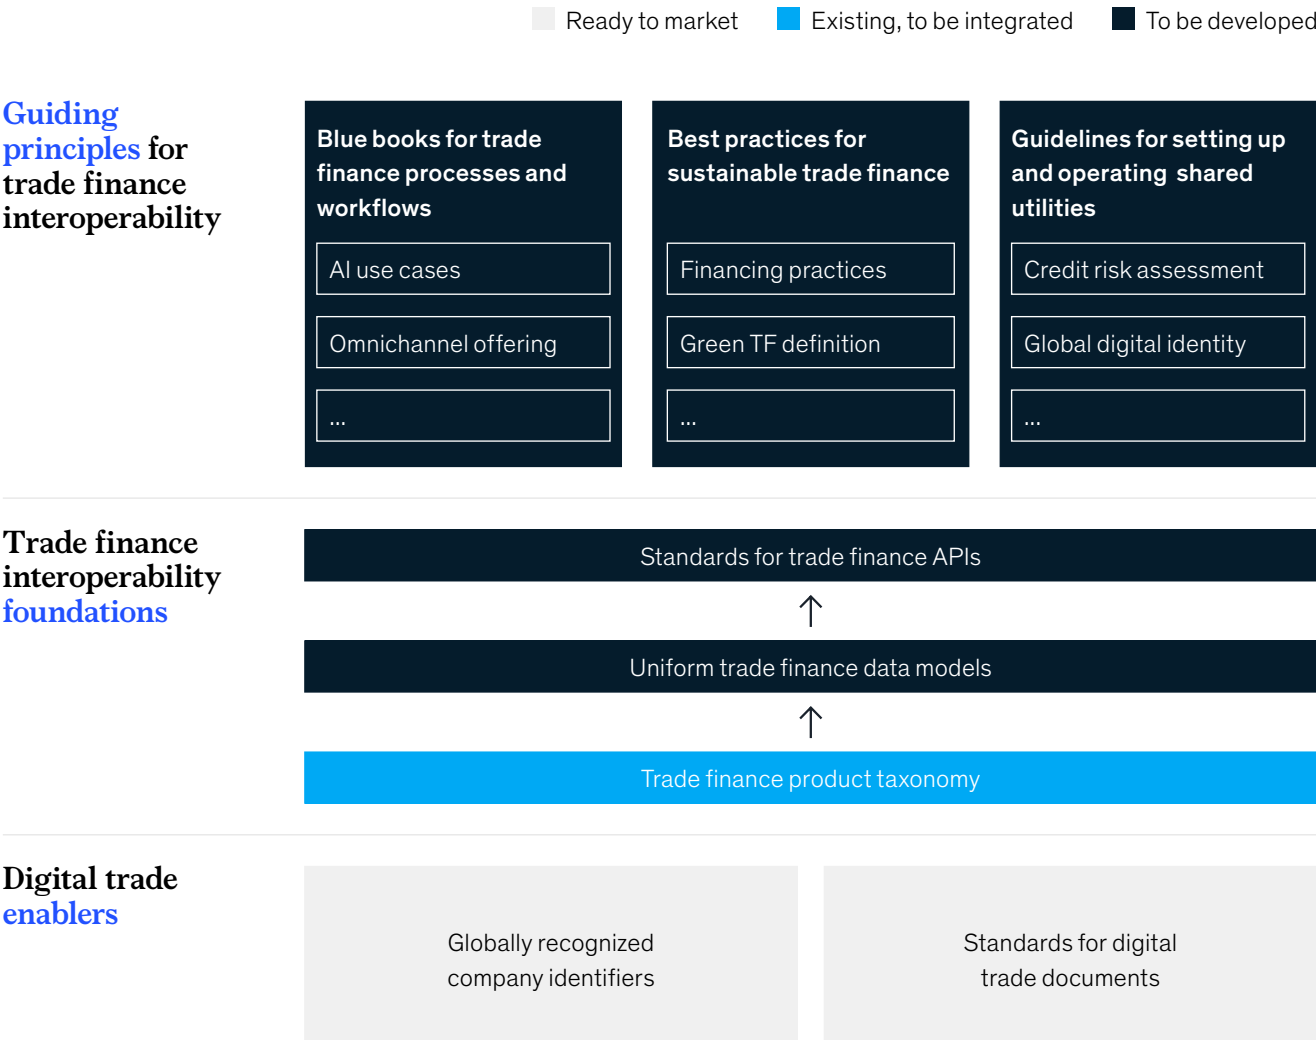 Ready to market
Existing, to be integrated
To be developed
Guiding
principles for
trade finance
interoperability
Blue books for trade
finance processes and
workflows
AI use cases
Omnichannel offering
...
Best practices for
sustainable trade finance
Financing practices
Green TF definition
...
Guidelines for setting up
and operating shared
utilities
Credit risk assessment
Global digital identity
...
Trade finance
interoperability
foundations
Standards for trade finance APIs
Uniform trade finance data models
Trade finance product taxonomy
Digital trade
enablers
Globally recognized
company identifiers
Standards for digital
trade documents